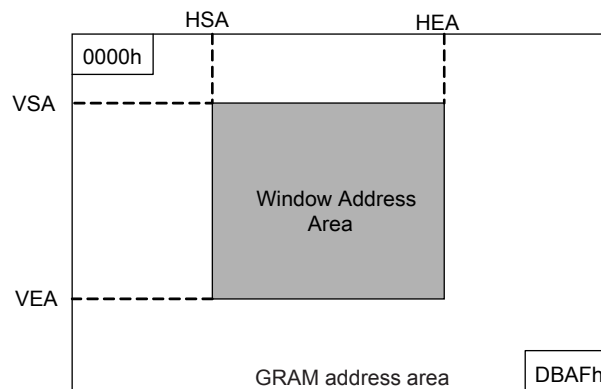 HSA
HEA
0000h
VSA
Window Address
Area
VEA
GRAM address area
DBAFh